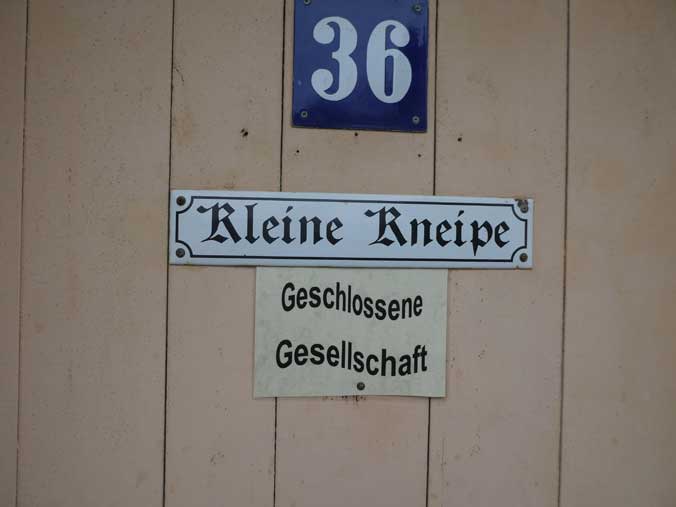 36
Kleine Kneipe
Geschlossene
Gesellschaft